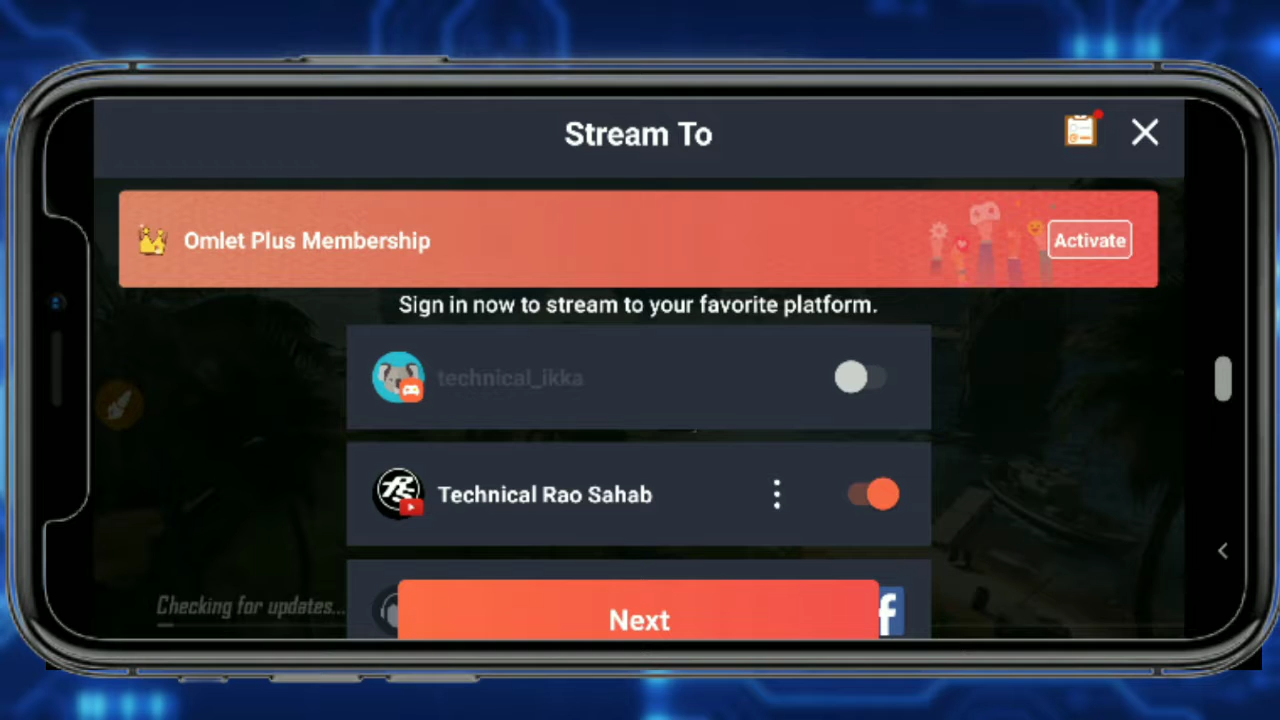 Stream To
Omlet Plus Membership
Activate
Sign in now to stream to your favorite platform.
technical_ikka
Technical Rao Sahab
Checking for updates...
Next